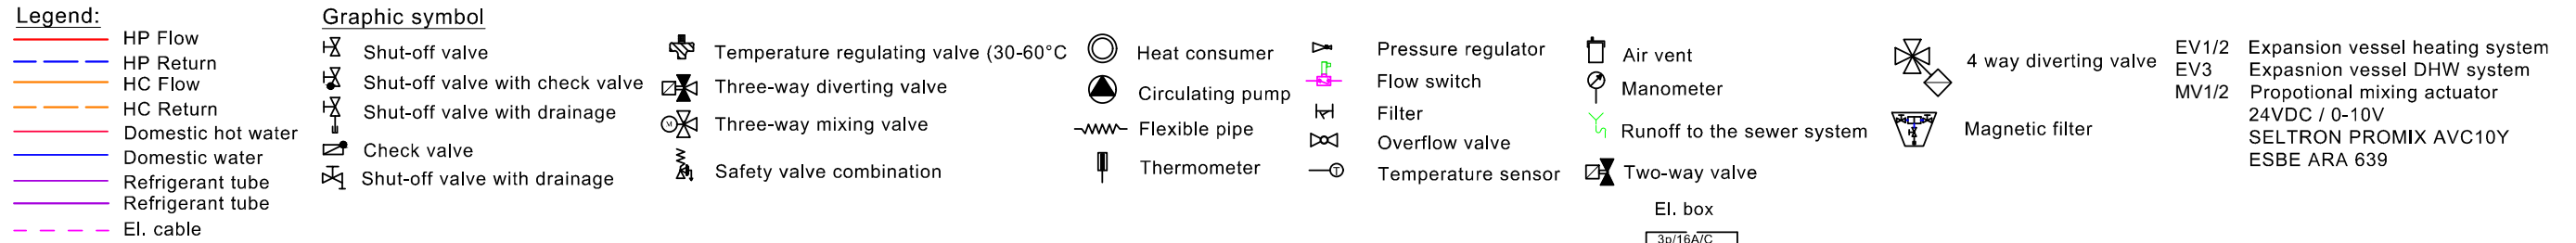 Legend:
HP Flow
HP Return
HC Flow
HC Return
Domestic hot water
Domestic water
Refrigerant tube
Refrigerant tube
El. cable
Graphic symbol
Shut-off valve
Shut-off valve with check valve
Shut-off valve with drainage
Check valve
Shut-off valve with drainage
Temperature regulating valve (30-60°C
Three-way diverting valve
M
Three-way mixing valve
Safety valve combination
Heat consumer
Circulating pump
Flexible pipe
Thermometer
Pressure regulator
Flow switch
Filter
Overflow valve
T
Temperature sensor
Air vent
Manometer
Runoff to the sewer system
Two-way valve
El. box
3p/16A/C
4 way diverting valve
Magnetic filter
EV1/2 Expansion vessel heating system
EV3 Expasnion vessel DHW system
MV1/2 Propotional mixing actuator
24VDC / 0-10V
SELTRON PROMIX AVC10Y
ESBE ARA 639